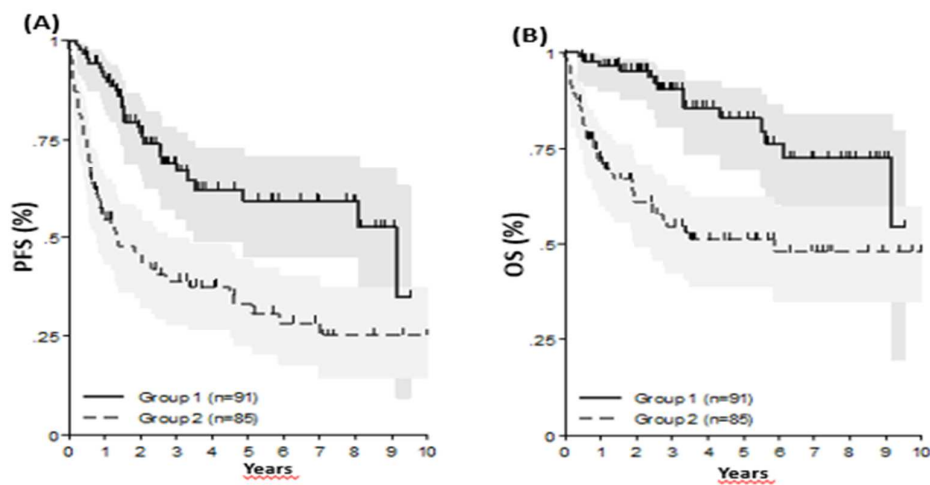 (A)
1
.75
.5
.25
0
PFS (%)
Group 1 (n=91)
Group 2 (n=85)
0 1 2 3 4 5 6 7 8 9 10
Years
(B)
1
0.75
.5
.25
0
OS (%)
Group 1 (n=91)
Group 2 (n=85)
0 1 2 3 4 5 6 7 8 9 10
Years